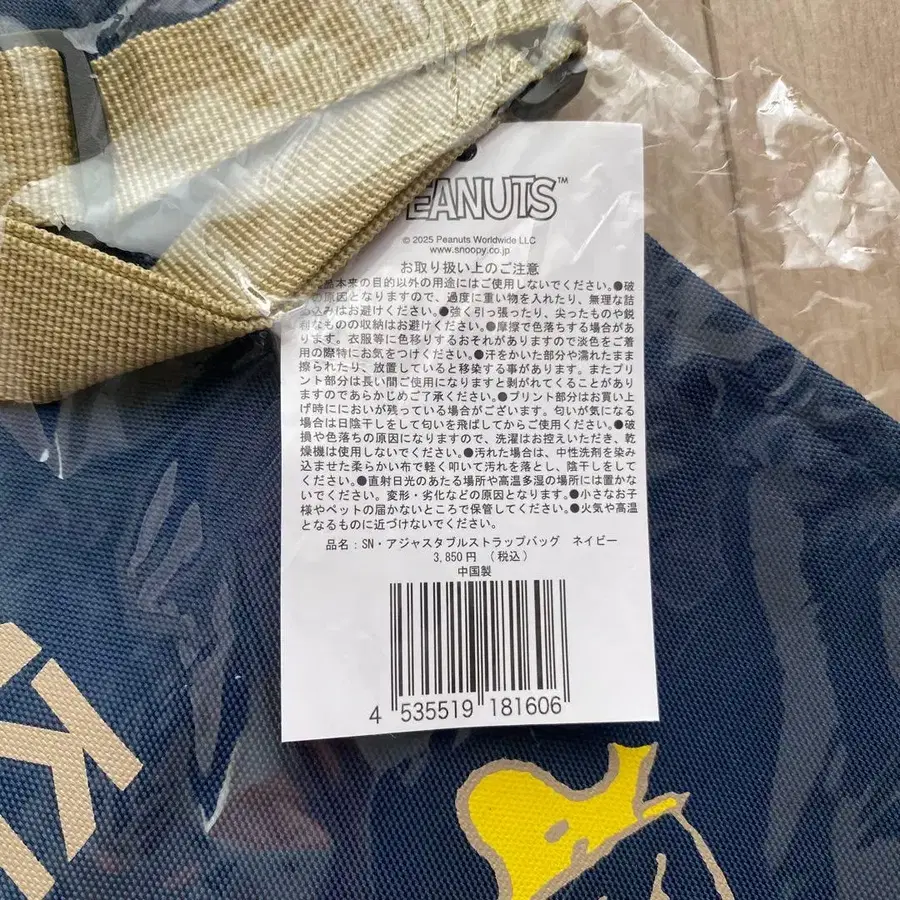 PEANUTS™
© 2025 Peanuts Worldwide LLC
www.snoopy.co.jp
お取り扱い上のご注意
品本来の目的以外の用途にはご使用しないでください。●破
の原因となりますので、過度に重い物を入れたり、無理な詰
め込みはお避けください。●強く引っ張ったり、尖ったものや鋭
利なものの収納はお避けください。●摩擦で色落ちする場合があ
ります。衣服等に色移りするおそれがありますので淡色をご着
用の際特にお気をつけください。●汗をかいた部分や濡れたまま
擦られたり、放置していると移染する事があります。またプリ
ント部分は長い間ご使用になりますと剥がれてくることがあり
ますのであらかじめご了承ください。●プリント部分はお買い上
げ時ににおいが残っている場合がございます。匂いが気になる
場合は日陰干しをして匂いを飛ばしてからご使用ください。●破
損や色落ちの原因になりますので、洗濯はお控えいただき、乾
燥機は使用しないでください。●汚れた場合は、中性洗剤を染み
込ませた柔らかい布で軽く叩いて汚れを落とし、陰干しをして
ください。●直射日光のあたる場所や高温多湿の場所には置かな
いでください。変形・劣化などの原因となります。●小さなお子
様やペットの届かないところで保管してください。●火気や高温
となるものに近づけないでください。
品名：SN・アジャスタブルストラップバッグ ネイビー
3,850円（税込）
中国製
4 535519 181606